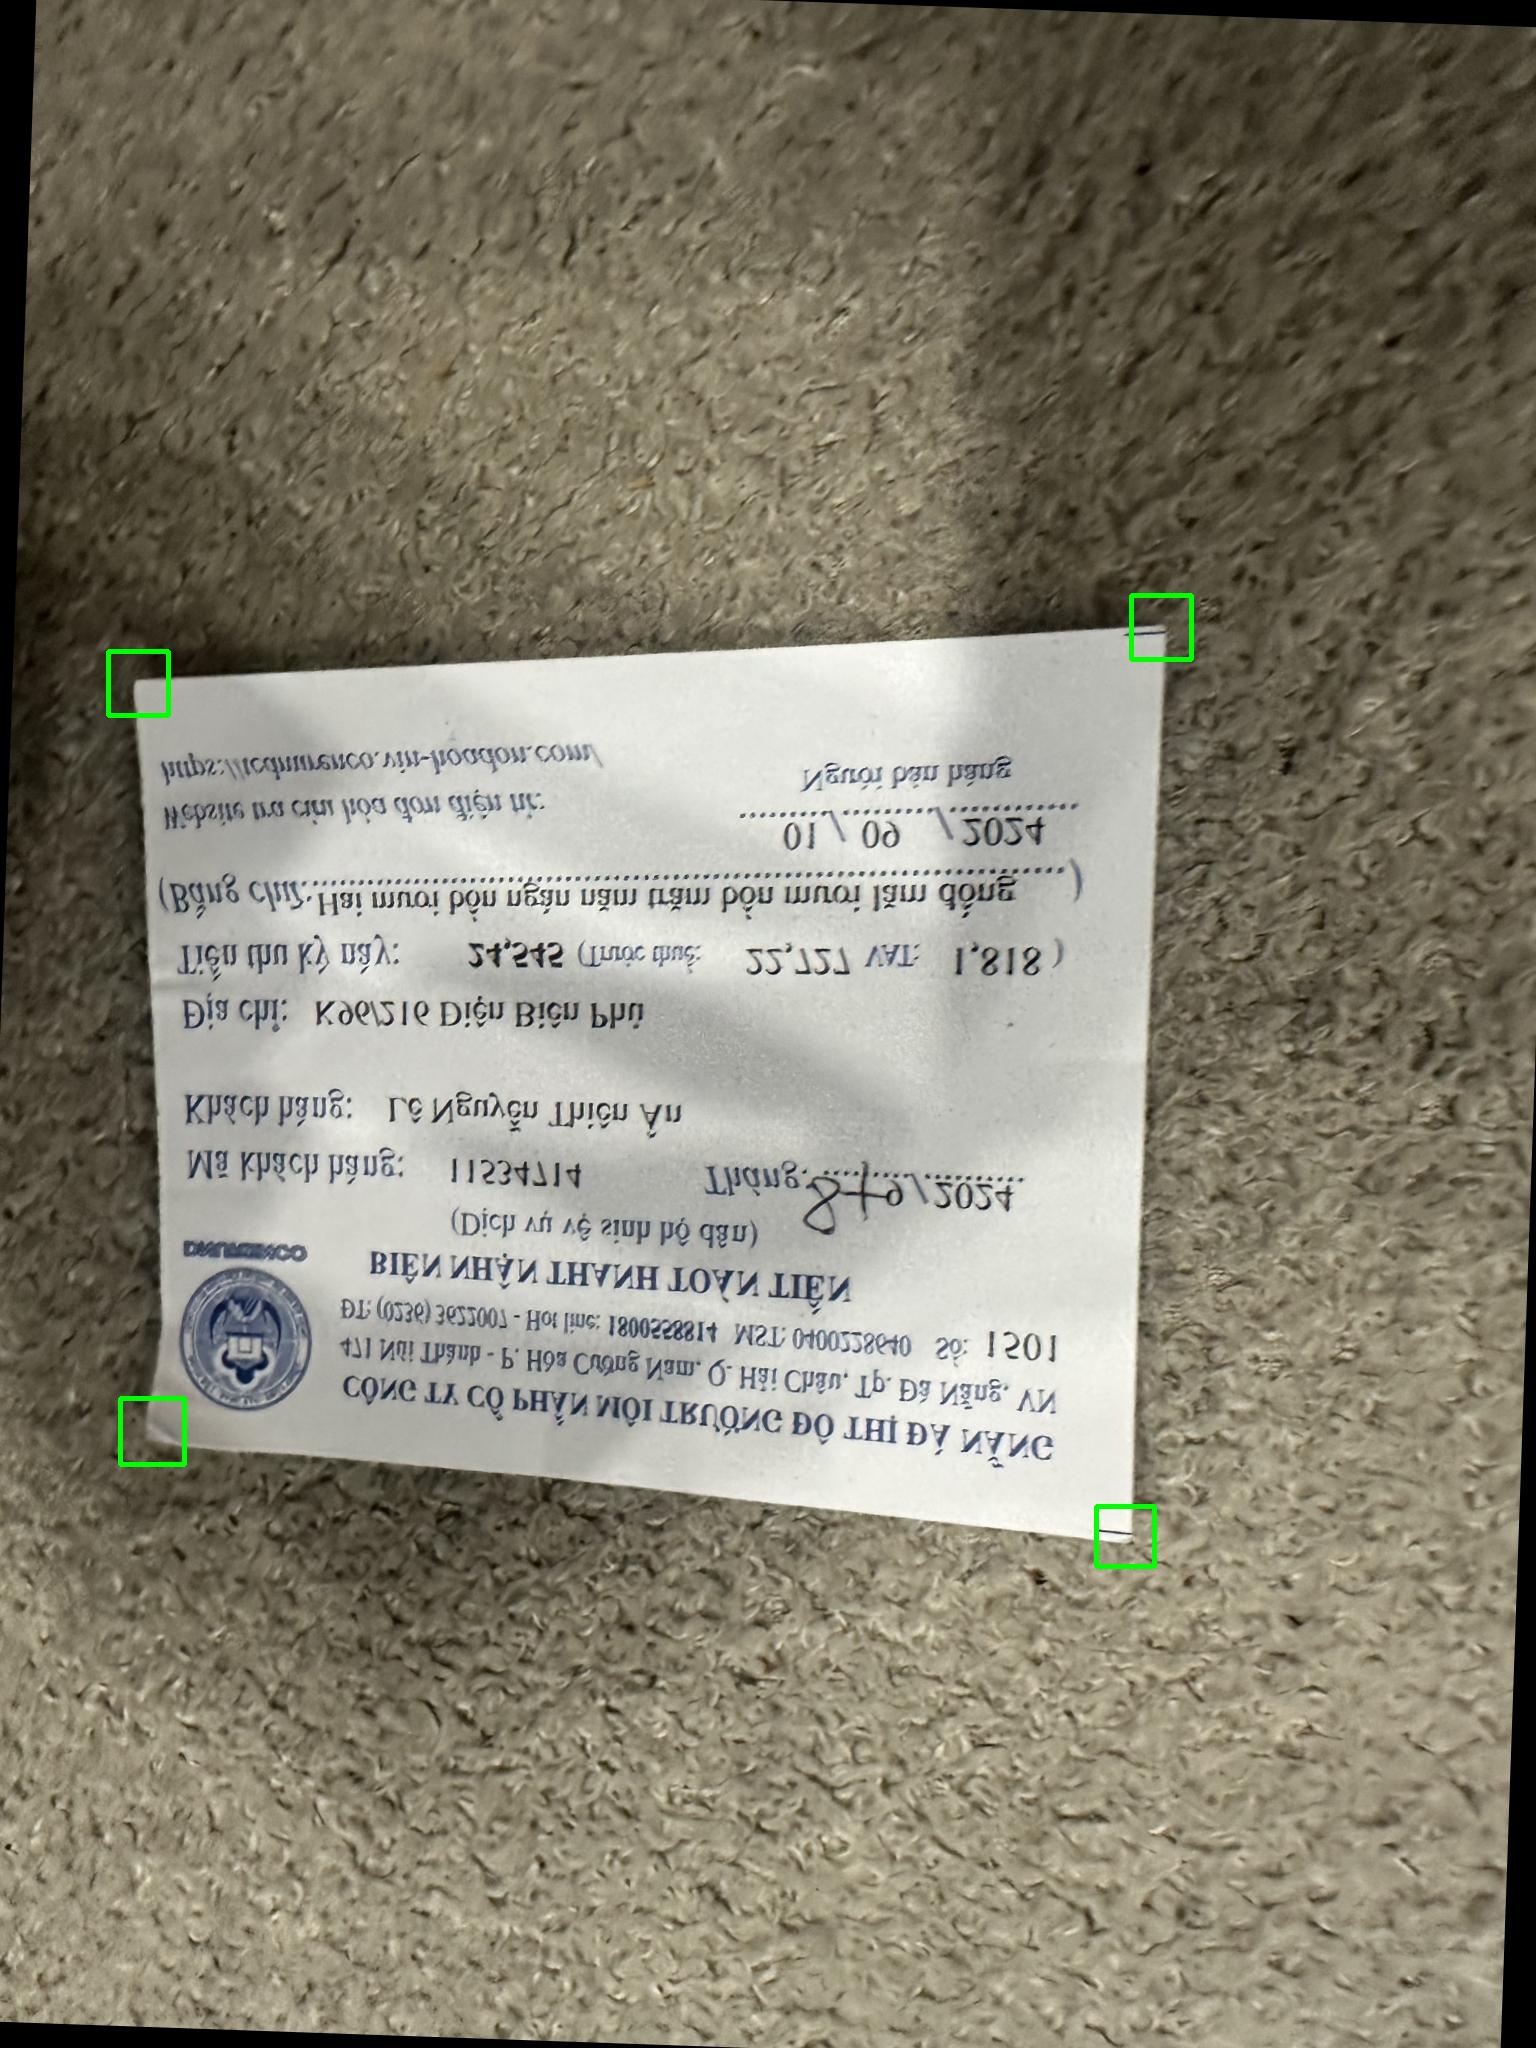 CÔNG TY CỔ PHẦN MÔI TRƯỜNG ĐÔ THỊ ĐÀ NẴNG
471 Núi Thành - P. Hòa Cường Nam, Q. Hải Châu, Tp. Đà Nẵng, VN
ĐT: (0236) 3622007 - Hot line: 1800558814 MST: 0400228640 Số: 1501
DNURENCO
BIÊN NHẬN THANH TOÁN TIỀN
(Dịch vụ vệ sinh hộ dân)
Mã khách hàng: 11534714 Tháng: 8+9/2024
Khách hàng: Lê Nguyễn Thiên Ân
Địa chỉ: K96/216 Điện Biên Phủ
Tiền thu kỳ này: 24,545 (Trước thuế: 22,727 VAT: 1,818 )
(Bằng chữ: Hai mươi bốn ngàn năm trăm bốn mươi lăm đồng )
01 / 09 / 2024
Website tra cứu hóa đơn điện tử:
Người bán hàng
https://tcdnurenco.vin-hoadon.com/